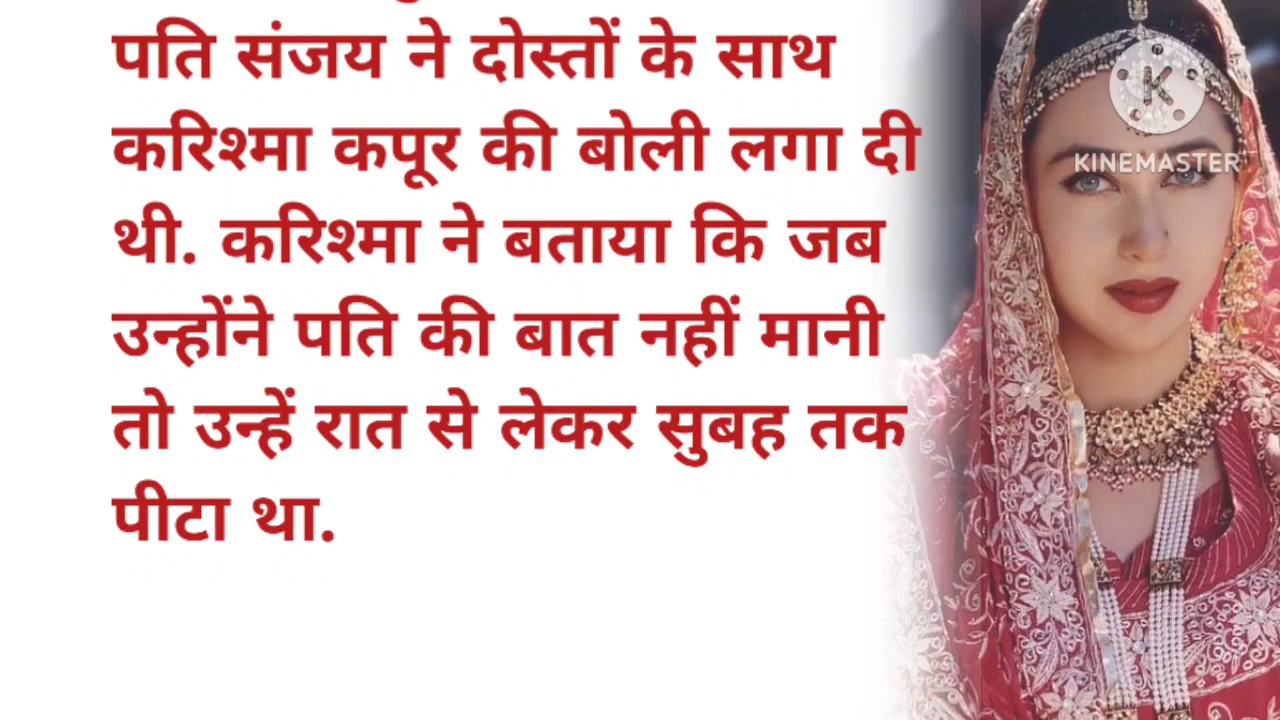 पति संजय ने दोस्तों के साथ
करिश्मा कपूर की बोली लगा दी
थी. करिश्मा ने बताया कि जब
उन्होंने पति की बात नहीं मानी
तो उन्हें रात से लेकर सुबह तक
पीटा था.
K
KINEMASTER